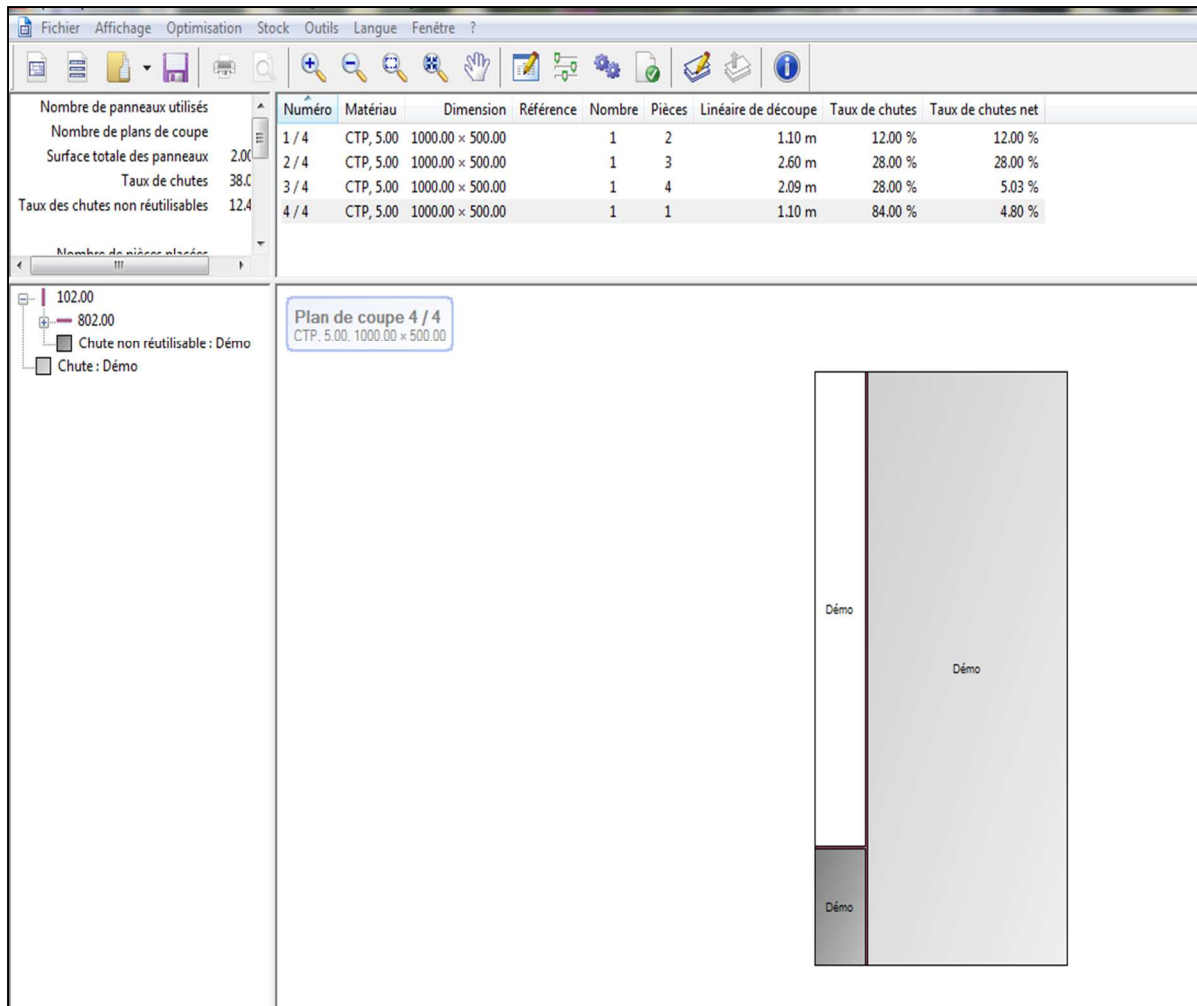 Fichier Affichage Optimisation Stock Outils Langue Fenêtre ?
Nombre de panneaux utilisés
Nombre de plans de coupe
Surface totale des panneaux 2.00
Taux de chutes 38.0
Taux des chutes non réutilisables 12.4
Nombre de pièces placées
Numéro Matériau Dimension Référence Nombre Pièces Linéaire de découpe Taux de chutes Taux de chutes net
1 / 4 CTP, 5.00 1000.00 × 500.00 1 2 1.10 m 12.00 % 12.00 %
2 / 4 CTP, 5.00 1000.00 × 500.00 1 3 2.60 m 28.00 % 28.00 %
3 / 4 CTP, 5.00 1000.00 × 500.00 1 4 2.09 m 28.00 % 5.03 %
4 / 4 CTP, 5.00 1000.00 × 500.00 1 1 1.10 m 84.00 % 4.80 %
102.00
802.00
Chute non réutilisable : Démo
Chute : Démo
Plan de coupe 4 / 4
CTP, 5.00, 1000.00 × 500.00
Démo
Démo
Démo